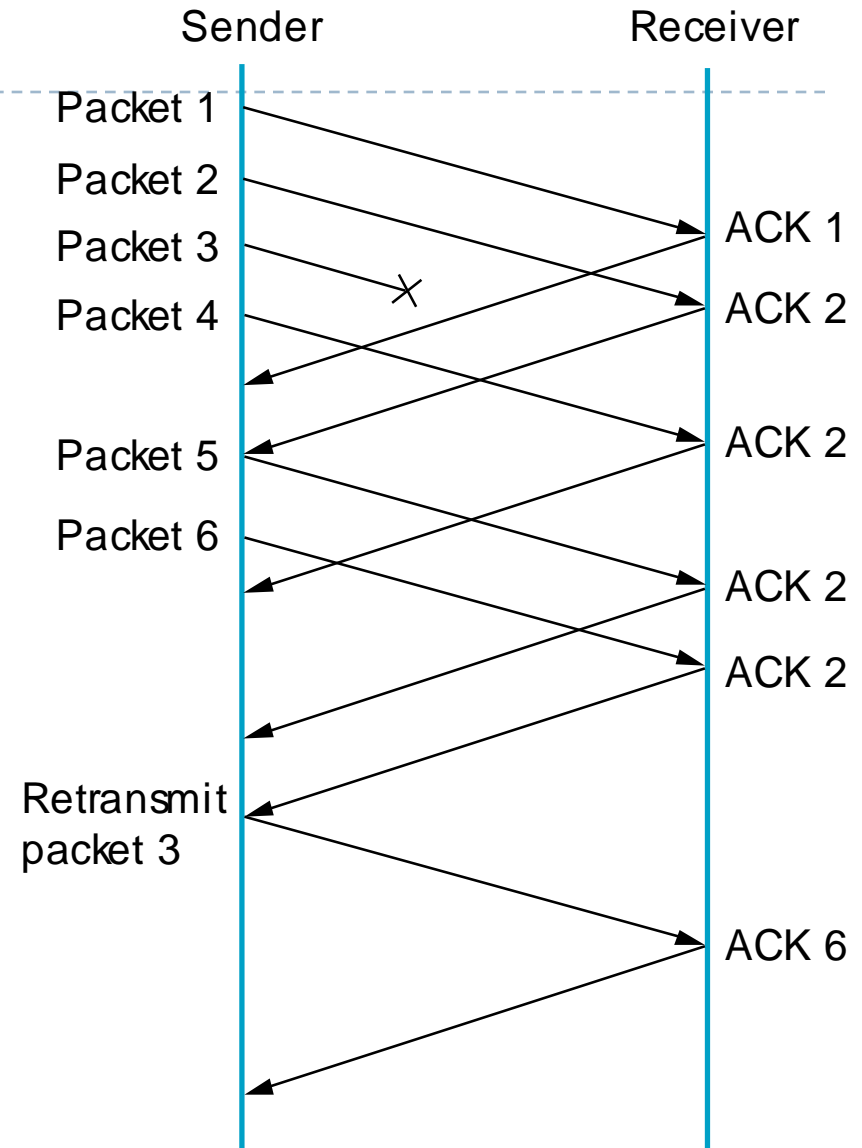 Sender
Receiver
Packet 1
Packet 2
ACK 1
Packet 3
ACK 2
Packet 4
ACK 2
Packet 5
Packet 6
ACK 2
ACK 2
Retransmit
packet 3
ACK 6